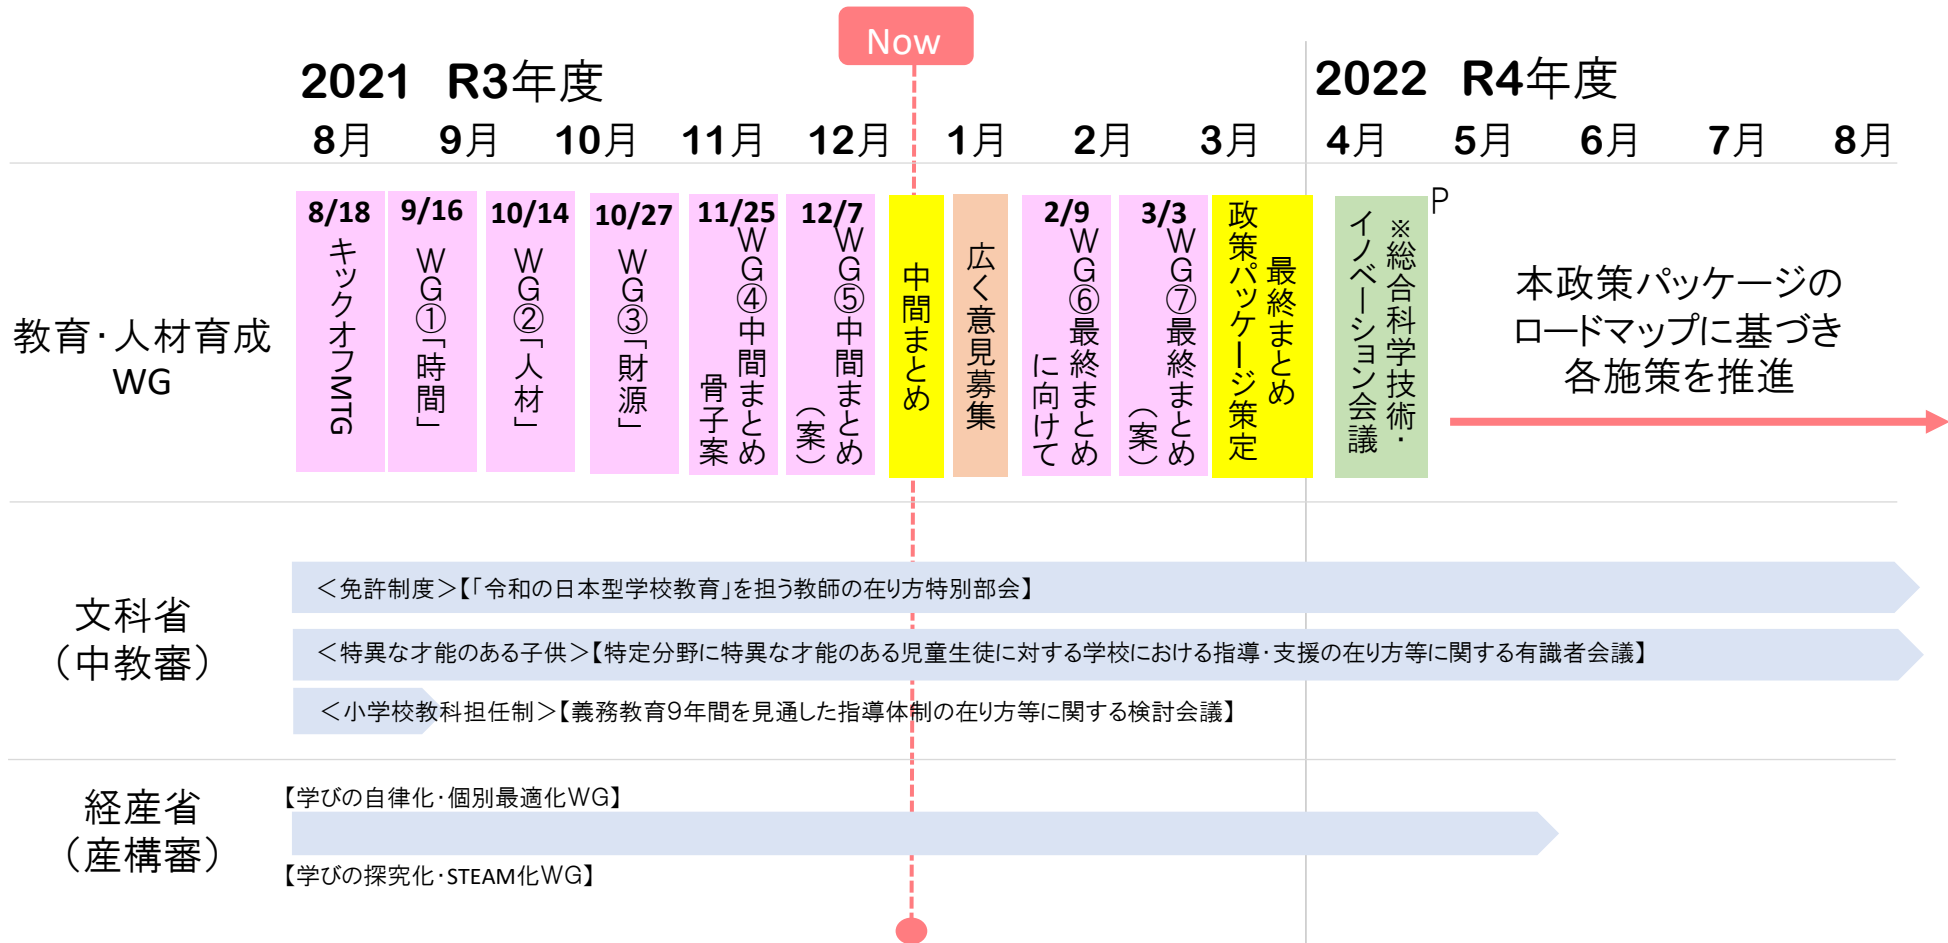 Now
2021 R3年度
2022 R4年度
8月 9月 10月 11月 12月 1月 2月 3月 4月 5月 6月 7月 8月
教育・人材育成
WG
8/18
キックオフMTG
9/16
WG①「時間」
10/14
WG②「人材」
10/27
WG③「財源」
11/25
WG④中間まとめ
骨子案
12/7
WG⑤中間まとめ
（案）
中間まとめ
広く意見募集
2/9
WG⑥最終まとめ
に向けて
3/3
WG⑦最終まとめ
（案）
最終まとめ
政策パッケージ策定
※総合科学技術・
イノベーション会議
P
本政策パッケージの
ロードマップに基づき
各施策を推進
文科省
（中教審）
＜免許制度＞【「令和の日本型学校教育」を担う教師の在り方特別部会】
＜特異な才能のある子供＞【特定分野に特異な才能のある児童生徒に対する学校における指導・支援の在り方等に関する有識者会議】
＜小学校教科担任制＞【義務教育9年間を見通した指導体制の在り方等に関する検討会議】
経産省
（産構審）
【学びの自律化・個別最適化WG】
【学びの探究化・STEAM化WG】